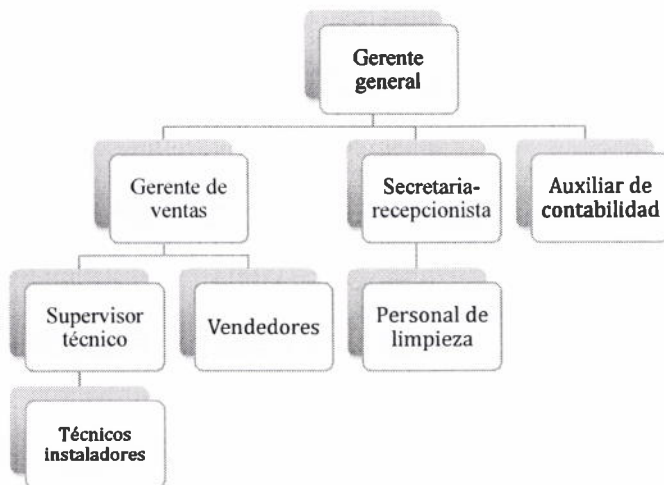 Gerente
general
Gerente de
ventas
Secretaria-
recepcionista
Auxiliar de
contabilidad
Supervisor
técnico
Vendedores
Personal de
limpieza
Técnicos
instaladores